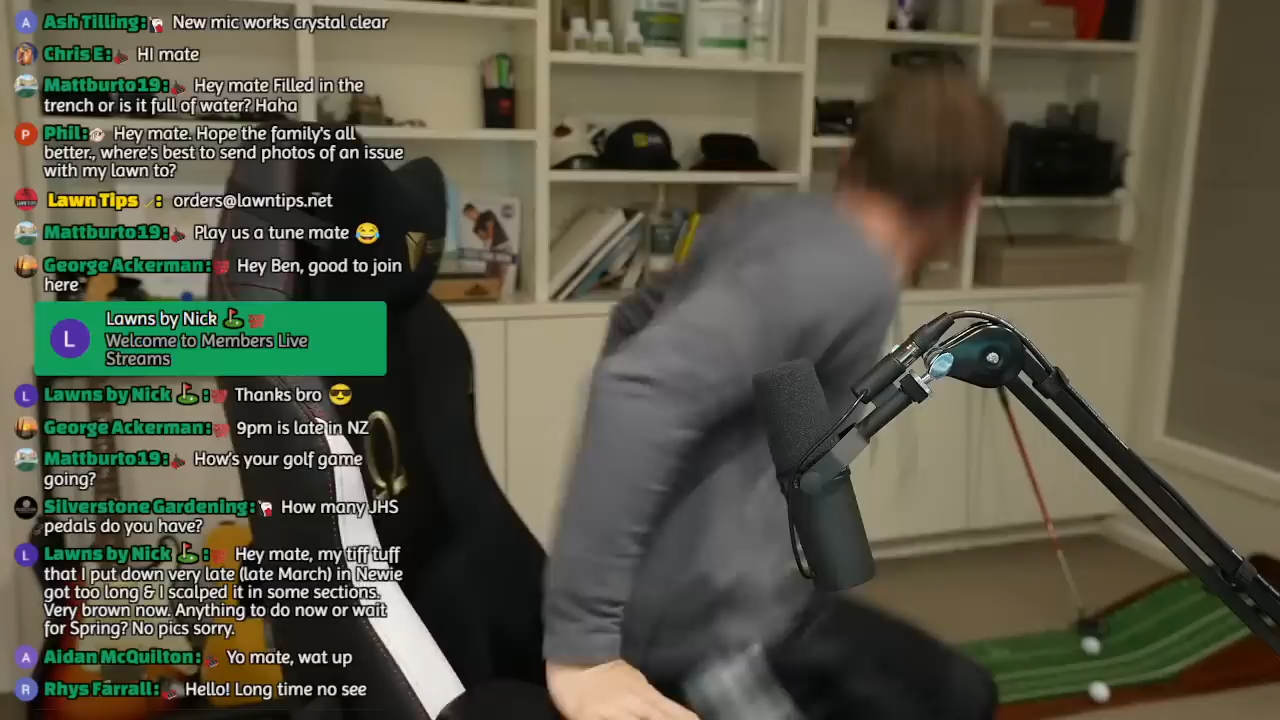 Ash Tilling: New mic works crystal clear
Chris E: HI mate
Mattburto19: Hey mate Filled in the
trench or is it full of water? Haha
Phil: Hey mate. Hope the family's all
better., where's best to send photos of an issue
with my lawn to?
Lawn Tips: orders@lawntips.net
Mattburto19: Play us a tune mate 😂
George Ackerman: Hey Ben, good to join
here
Lawns by Nick ⛳
Welcome to Members Live
Streams
Lawns by Nick ⛳: Thanks bro 😎
George Ackerman: 9pm is late in NZ
Mattburto19: How's your golf game
going?
Silverstone Gardening: How many JHS
pedals do you have?
Lawns by Nick ⛳: Hey mate, my tiff tuff
that I put down very late (late March) in Newie
got too long & I scalped it in some sections.
Very brown now. Anything to do now or wait
for Spring? No pics sorry.
Aidan McQuilton: Yo mate, wat up
Rhys Farrall: Hello! Long time no see